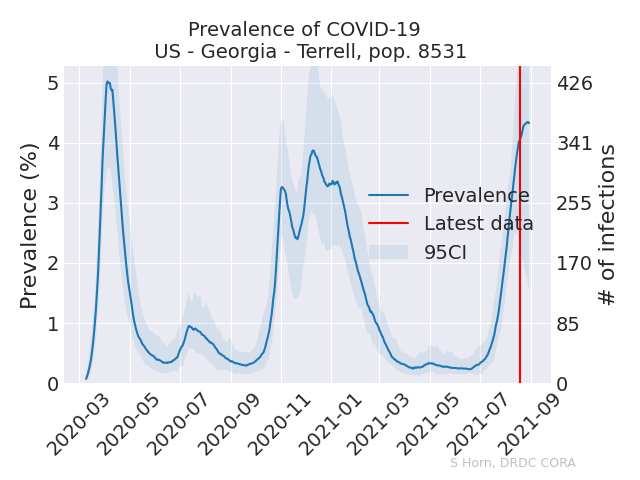 Prevalence of COVID-19
US - Georgia - Terrell, pop. 8531
Prevalence (%)
5
4
3
2
1
0
426
341
255
170
85
0
# of infections
Prevalence
Latest data
95CI
2020-03
2020-05
2020-07
2020-09
2020-11
2021-01
2021-03
2021-05
2021-07
2021-09
S Horn, DRDC CORA